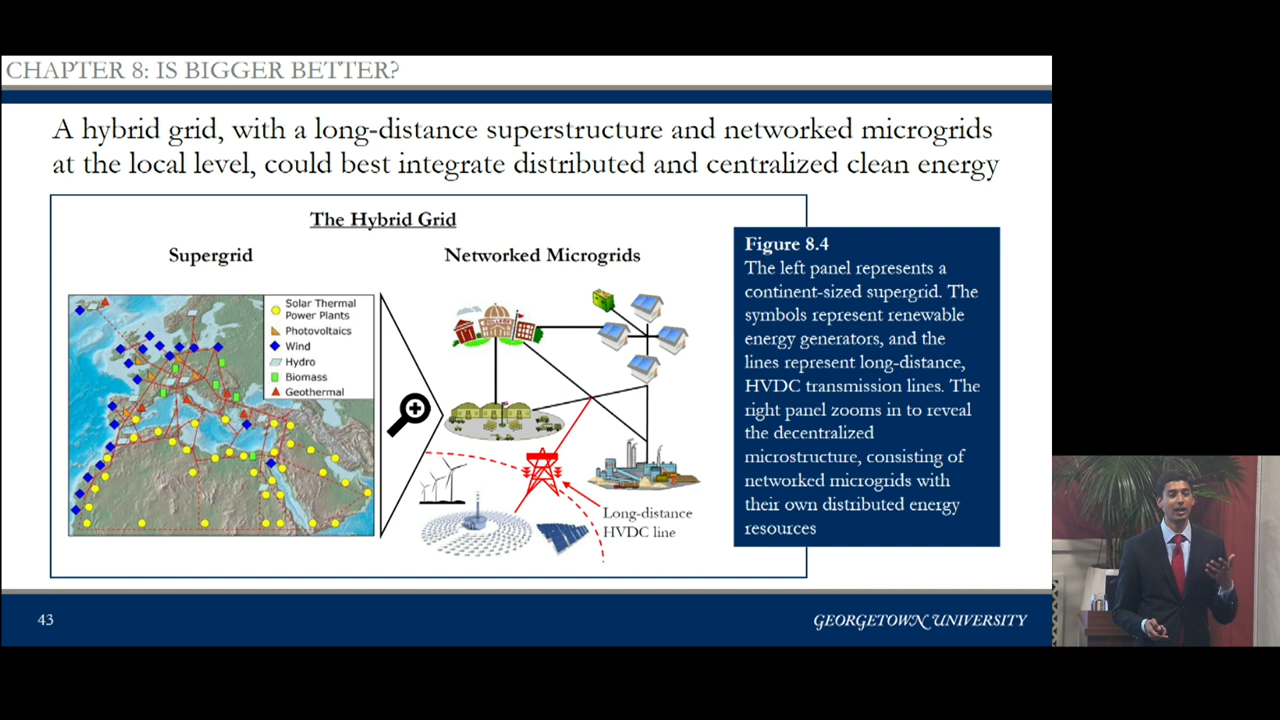 CHAPTER 8: IS BIGGER BETTER?
A hybrid grid, with a long-distance superstructure and networked microgrids
at the local level, could best integrate distributed and centralized clean energy
The Hybrid Grid
Supergrid
Networked Microgrids
Solar Thermal
Power Plants
Photovoltaics
Wind
Hydro
Biomass
Geothermal
Long-distance
HVDC line
Figure 8.4
The left panel represents a
continent-sized supergrid. The
symbols represent renewable
energy generators, and the
lines represent long-distance,
HVDC transmission lines. The
right panel zooms in to reveal
the decentralized
microstructure, consisting of
networked microgrids with
their own distributed energy
resources
43
GEORGETOWN UNIVERSITY